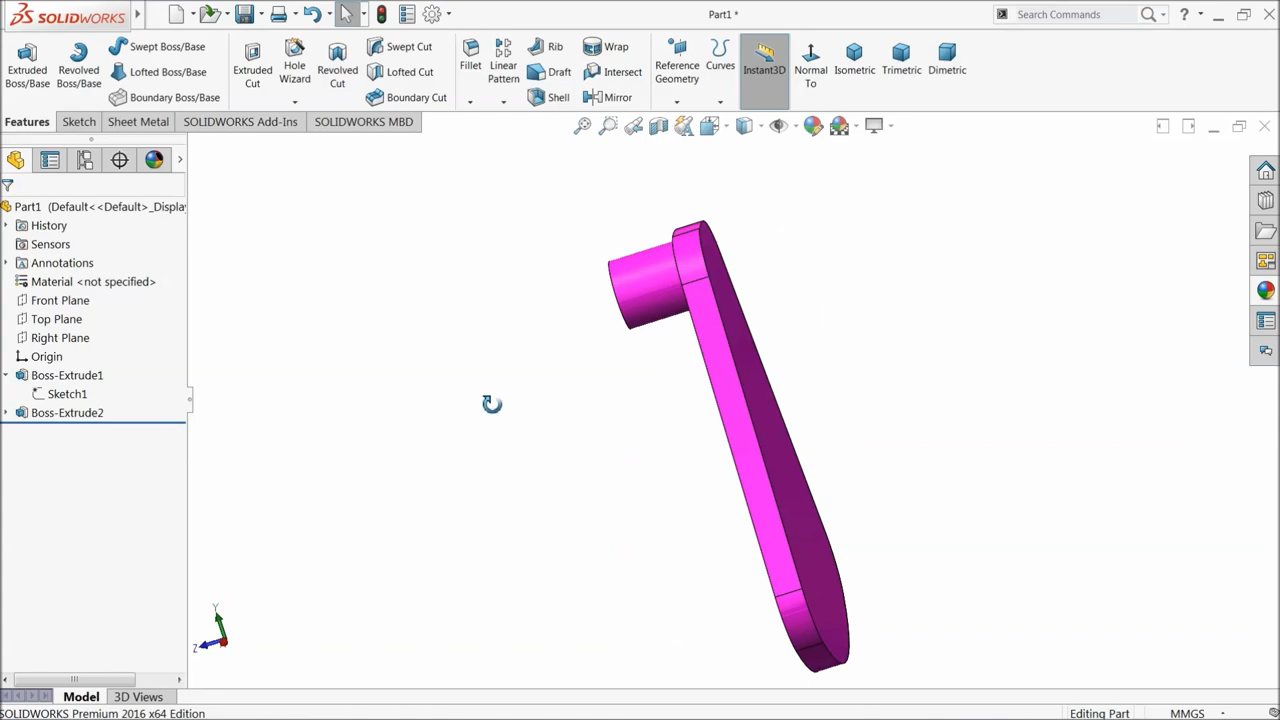 SOLIDWORKS
Part1 *
Search Commands
Extruded Boss/Base
Revolved Boss/Base
Swept Boss/Base
Lofted Boss/Base
Boundary Boss/Base
Extruded Cut
Hole Wizard
Revolved Cut
Swept Cut
Lofted Cut
Boundary Cut
Fillet
Linear Pattern
Rib
Draft
Shell
Wrap
Intersect
Mirror
Reference Geometry
Curves
Instant3D
Normal To
Isometric
Trimetric
Dimetric
Features
Sketch
Sheet Metal
SOLIDWORKS Add-Ins
SOLIDWORKS MBD
Part1 (Default<<Default>_Display
History
Sensors
Annotations
Material <not specified>
Front Plane
Top Plane
Right Plane
Origin
Boss-Extrude1
Sketch1
Boss-Extrude2
Y
Z
Model
3D Views
SOLIDWORKS Premium 2016 x64 Edition
Editing Part
MMGS